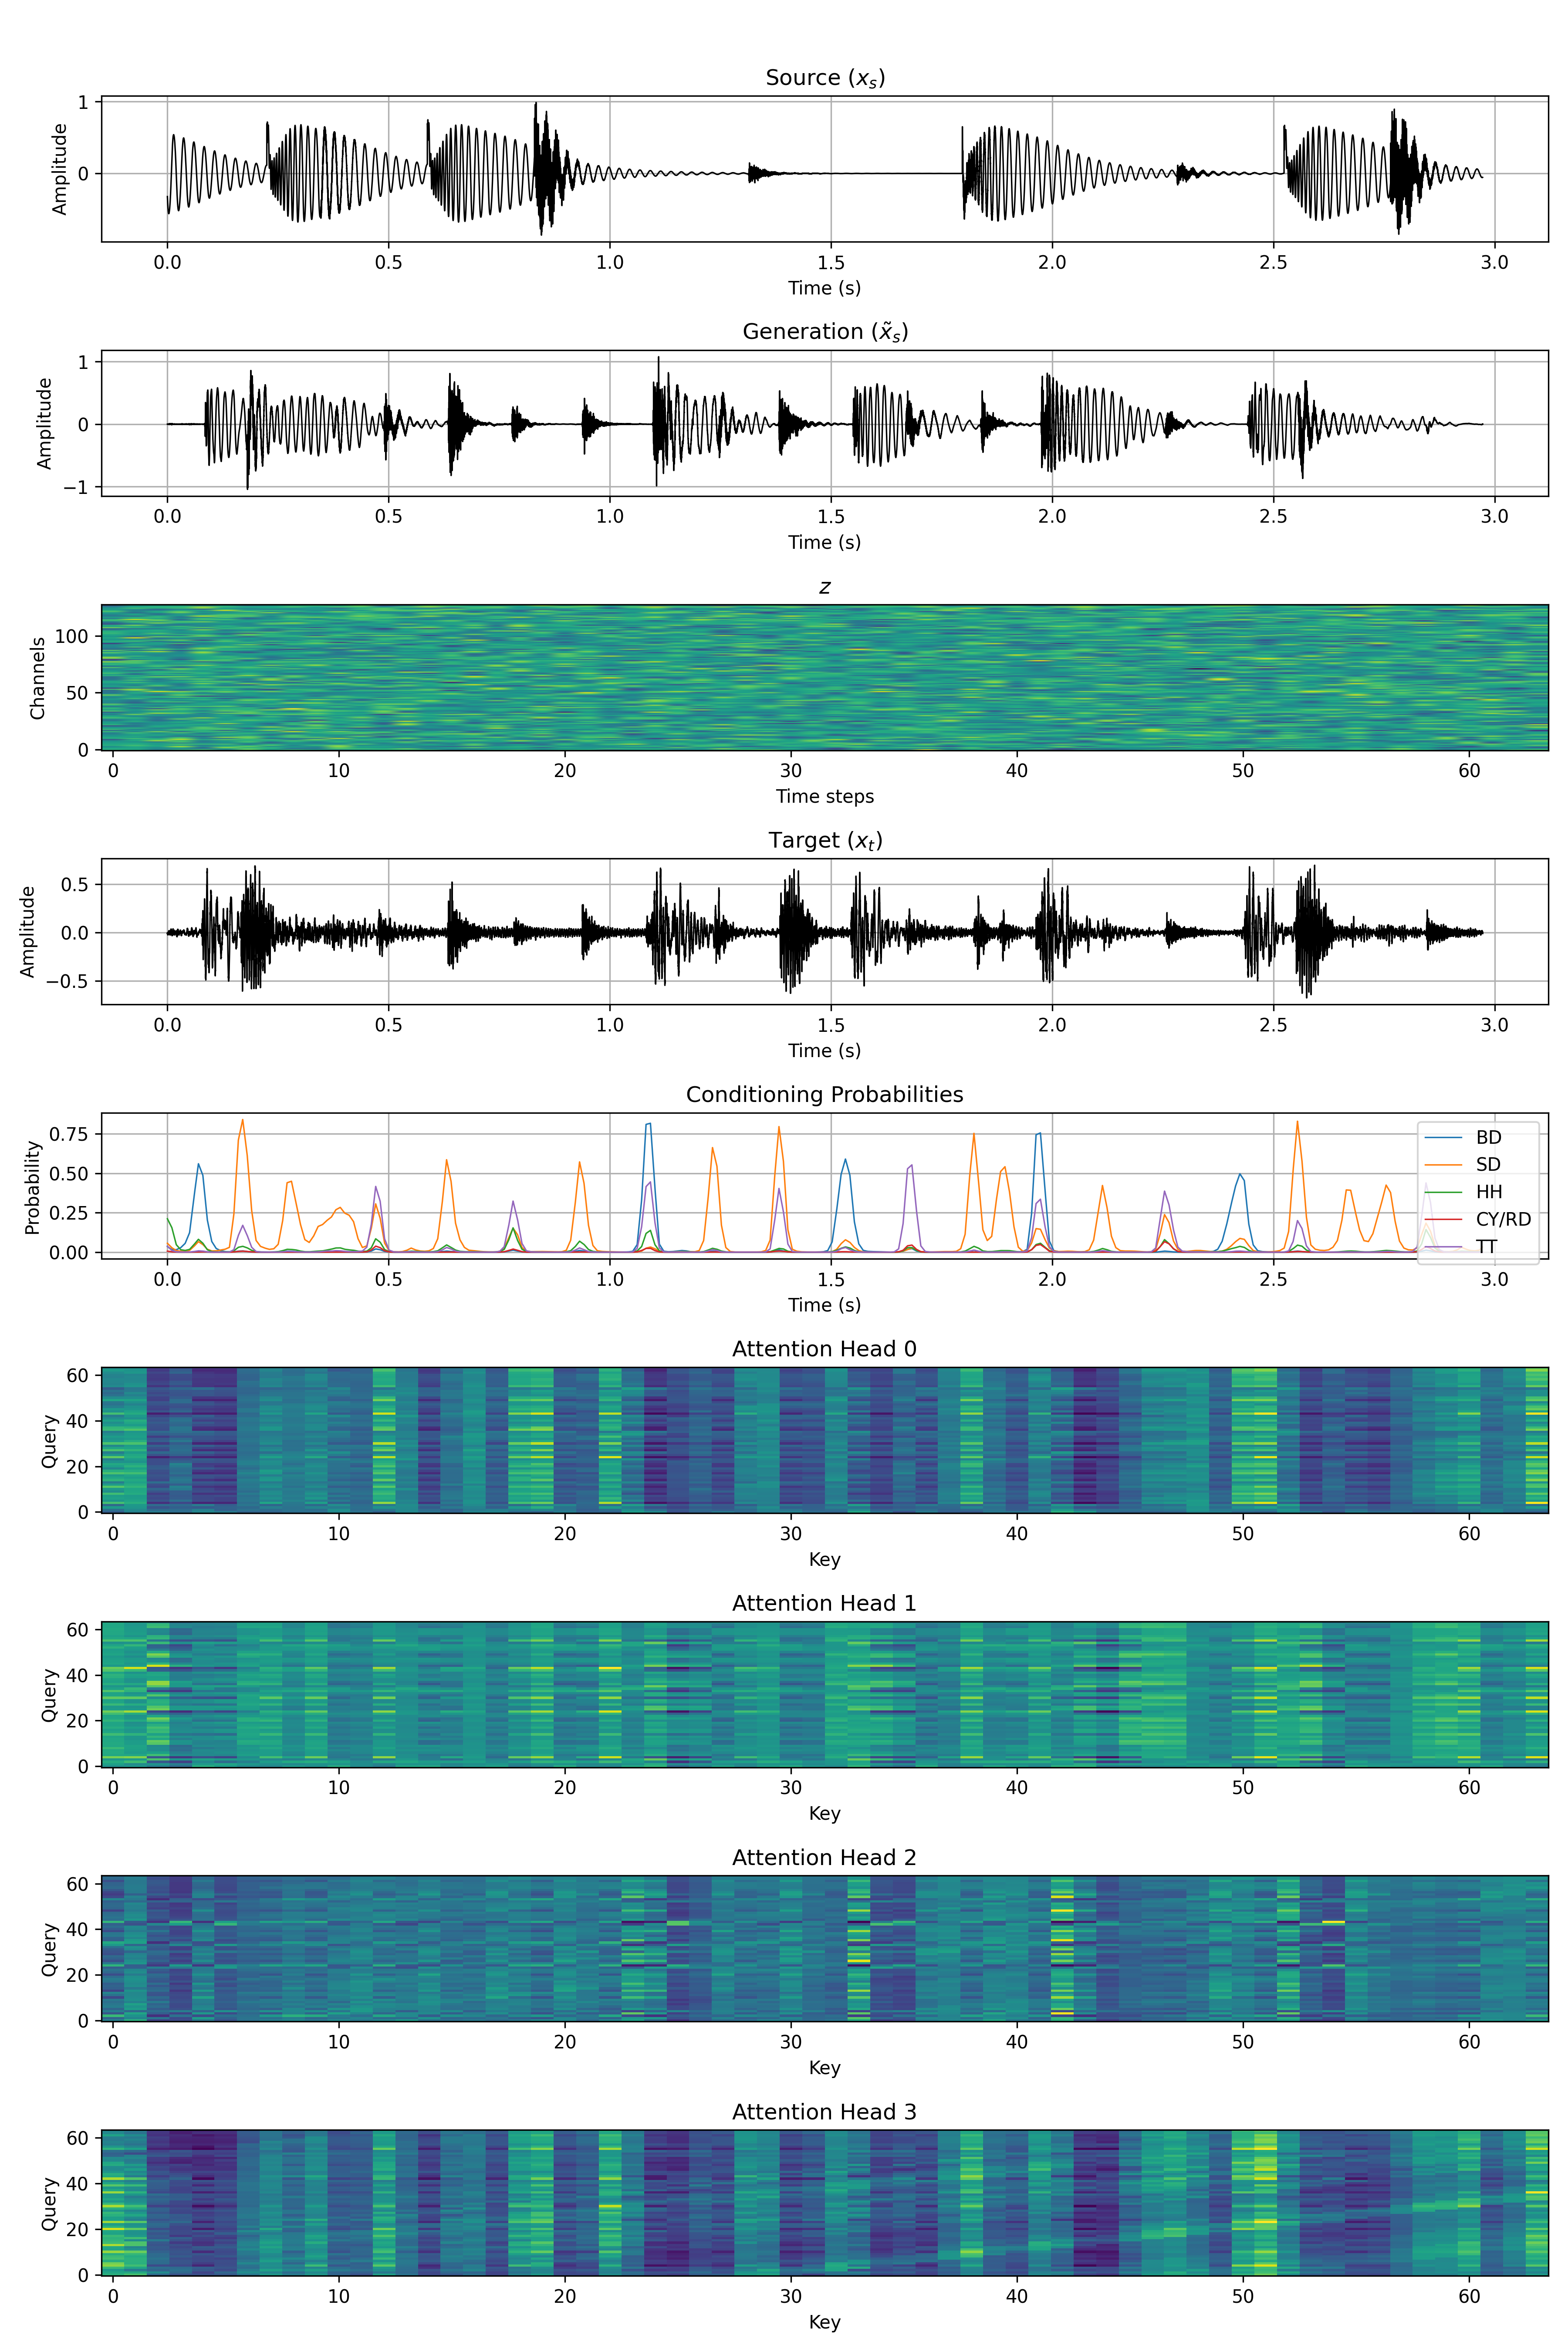 Source (xₛ)
Amplitude
1
0
0.0 0.5 1.0 1.5 2.0 2.5 3.0
Time (s)
Generation (x̃ₛ)
Amplitude
1
0
−1
0.0 0.5 1.0 1.5 2.0 2.5 3.0
Time (s)
z
Channels
100
50
0
0 10 20 30 40 50 60
Time steps
Target (xₜ)
Amplitude
0.5
0.0
−0.5
0.0 0.5 1.0 1.5 2.0 2.5 3.0
Time (s)
Conditioning Probabilities
Probability
0.75
0.50
0.25
0.00
BD
SD
HH
CY/RD
TT
0.0 0.5 1.0 1.5 2.0 2.5 3.0
Time (s)
Attention Head 0
Query
60
40
20
0
0 10 20 30 40 50 60
Key
Attention Head 1
Query
60
40
20
0
0 10 20 30 40 50 60
Key
Attention Head 2
Query
60
40
20
0
0 10 20 30 40 50 60
Key
Attention Head 3
Query
60
40
20
0
0 10 20 30 40 50 60
Key